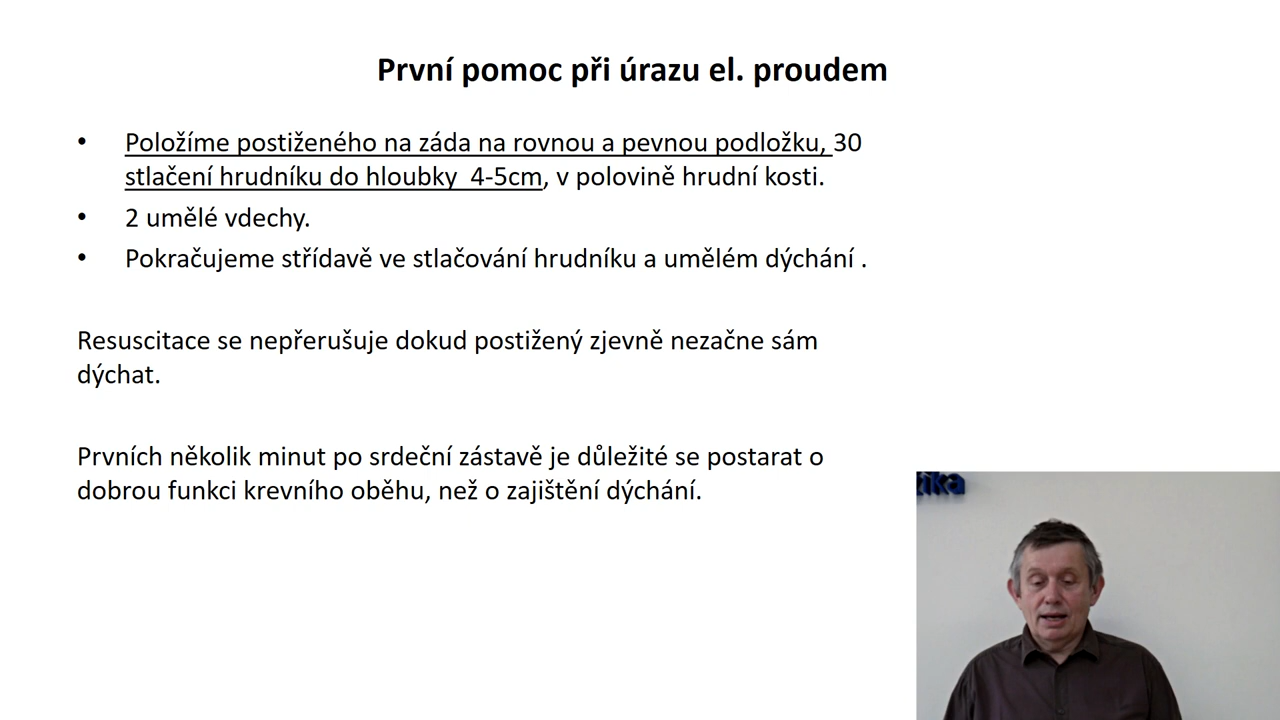 První pomoc při úrazu el. proudem
• Položíme postiženého na záda na rovnou a pevnou podložku, 30
stlačení hrudníku do hloubky 4-5cm, v polovině hrudní kosti.
• 2 umělé vdechy.
• Pokračujeme střídavě ve stlačování hrudníku a umělém dýchání .
Resuscitace se nepřerušuje dokud postižený zjevně nezačne sám
dýchat.
Prvních několik minut po srdeční zástavě je důležité se postarat o
dobrou funkci krevního oběhu, než o zajištění dýchání.